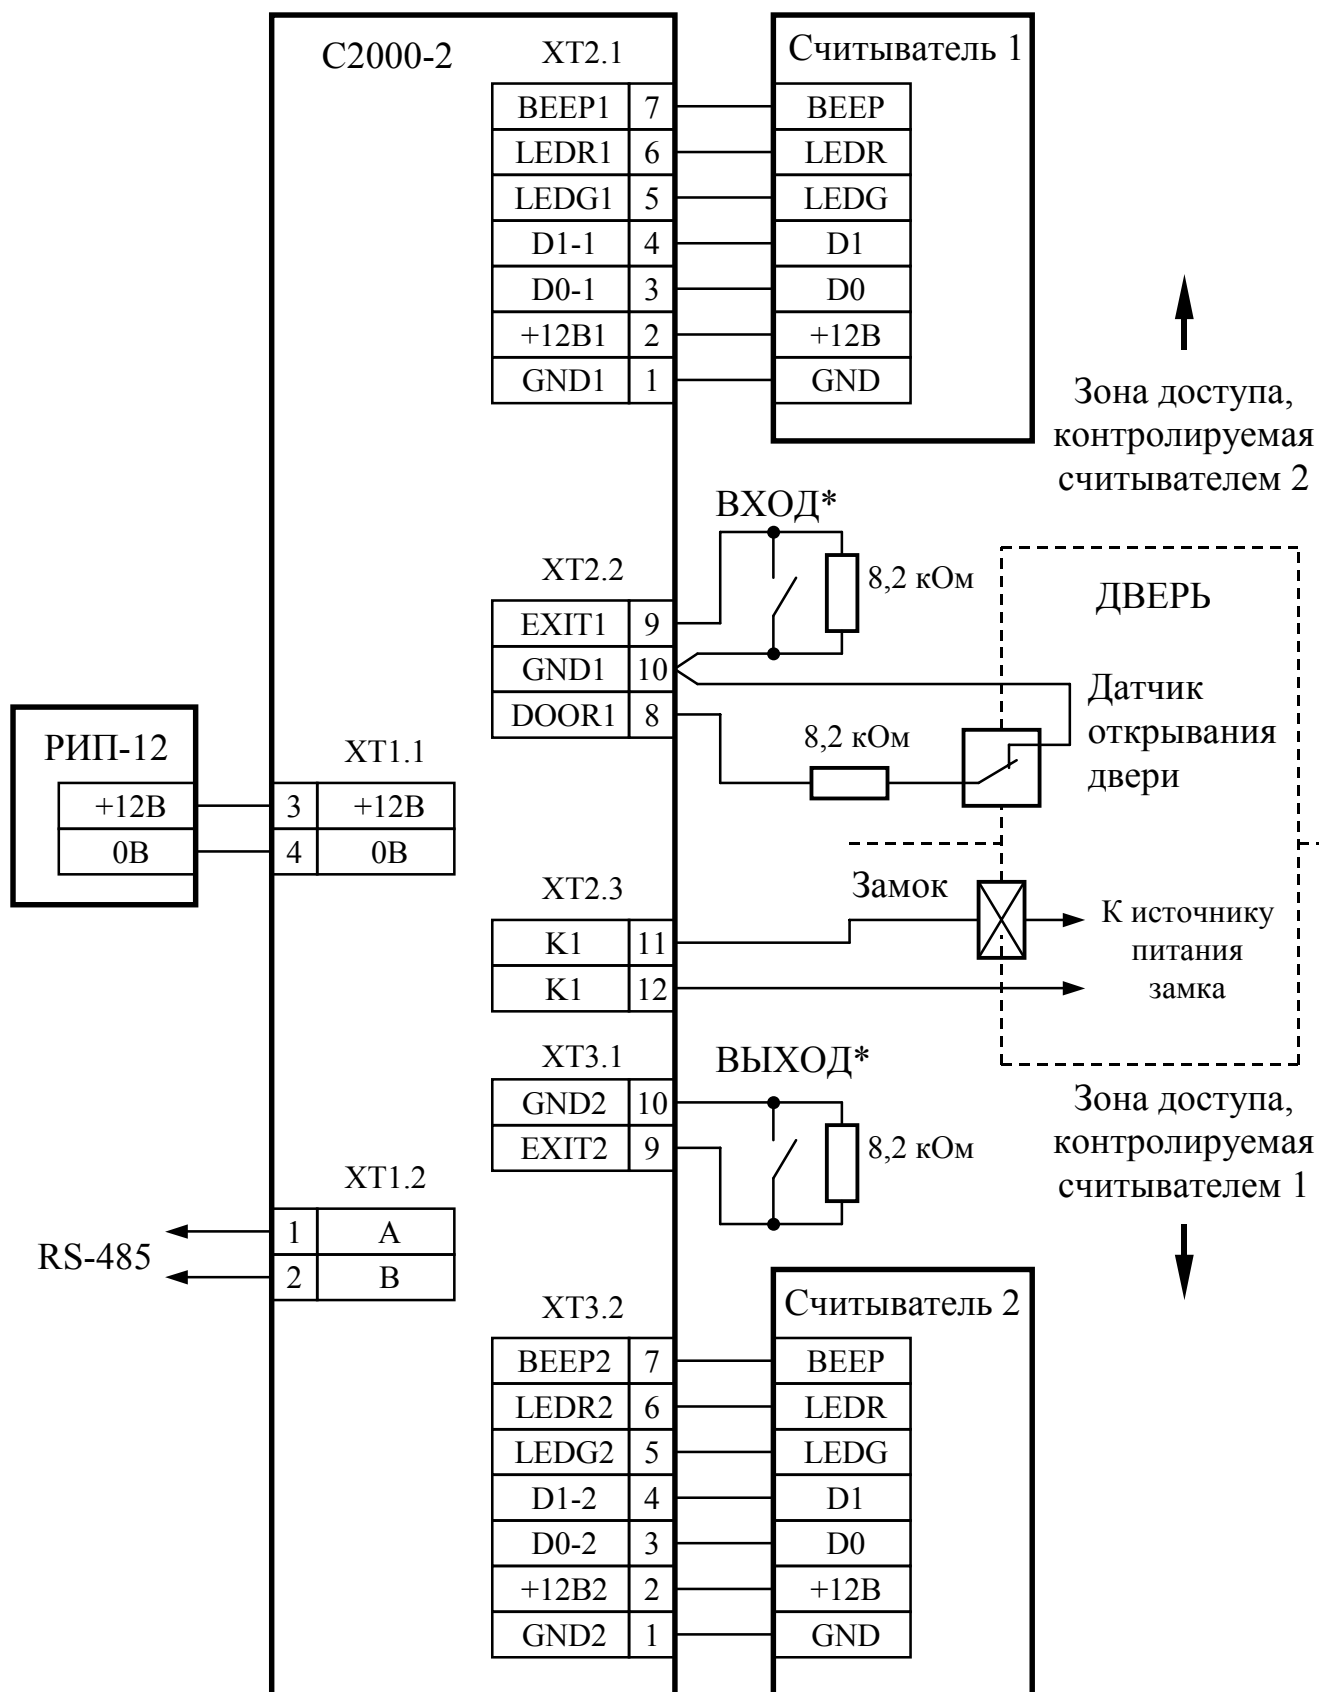 С2000-2
XT2.1
BEEP1 7
LEDR1 6
LEDG1 5
D1-1 4
D0-1 3
+12В1 2
GND1 1
Считыватель 1
BEEP
LEDR
LEDG
D1
D0
+12В
GND
Зона доступа,
контролируемая
считывателем 2
ВХОД*
8,2 кОм
XT2.2
EXIT1 9
GND1 10
DOOR1 8
8,2 кОм
ДВЕРЬ
Датчик
открывания
двери
РИП-12
+12В
0В
XT1.1
3 +12В
4 0В
XT2.3
K1 11
K1 12
Замок
К источнику
питания
замка
XT3.1
GND2 10
EXIT2 9
ВЫХОД*
8,2 кОм
Зона доступа,
контролируемая
считывателем 1
RS-485
XT1.2
1 A
2 B
XT3.2
BEEP2 7
LEDR2 6
LEDG2 5
D1-2 4
D0-2 3
+12В2 2
GND2 1
Считыватель 2
BEEP
LEDR
LEDG
D1
D0
+12В
GND